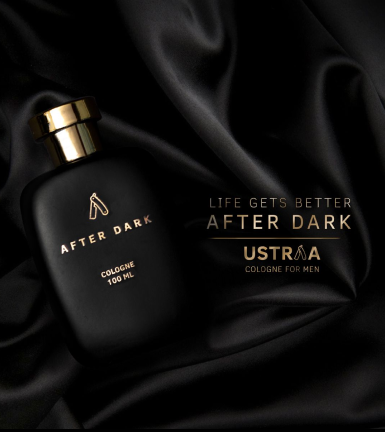 AFTER DARK
COLOGNE
100 ML
LIFE GETS BETTER
AFTER DARK
USTRAA
COLOGNE FOR MEN